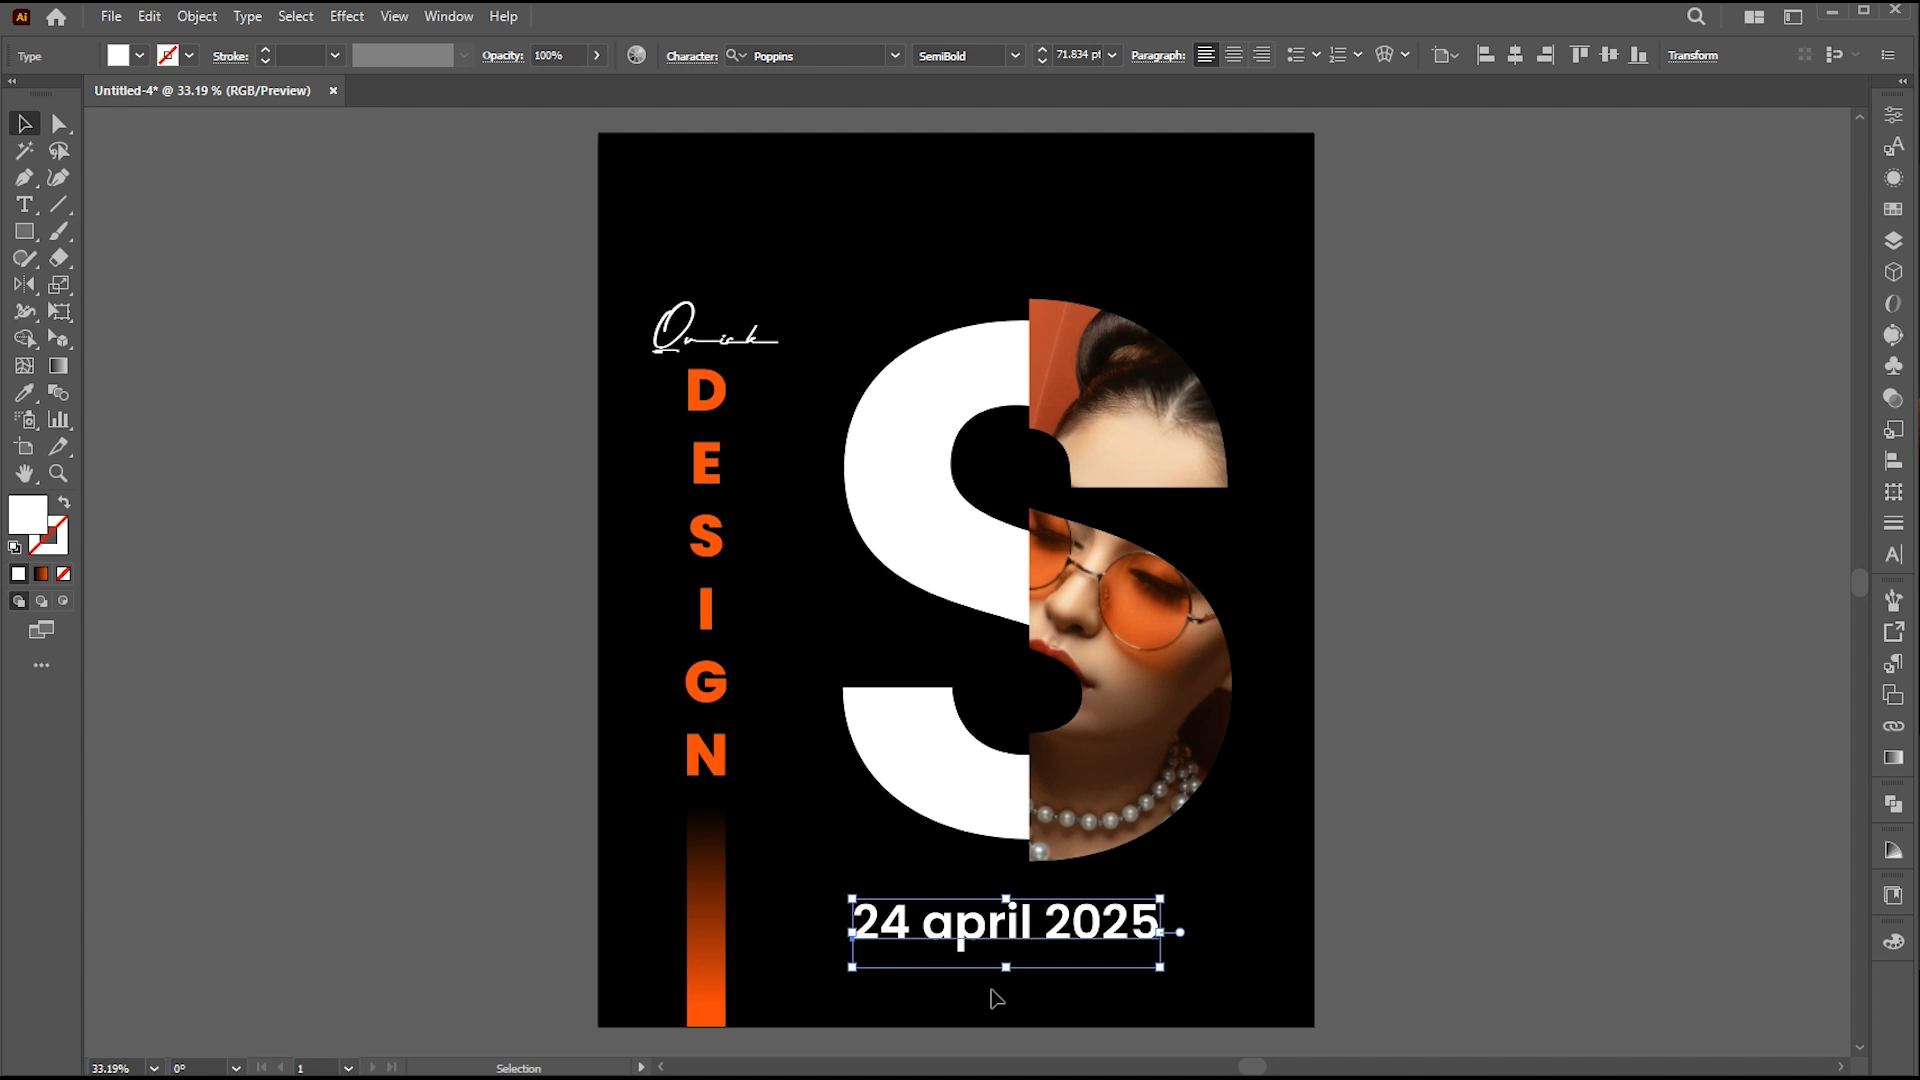 Ai File Edit Type Object Select Effect View Window Help
Type Stroke: Opacity: 100% Character: Poppins SemiBold 71.834 pt Paragraph: Transform
Untitled-4* @ 33.19 % (RGB/Preview)
Quick
D
E
S
I
G
N
S
24 april 2025
33.19% 0° 1 Selection